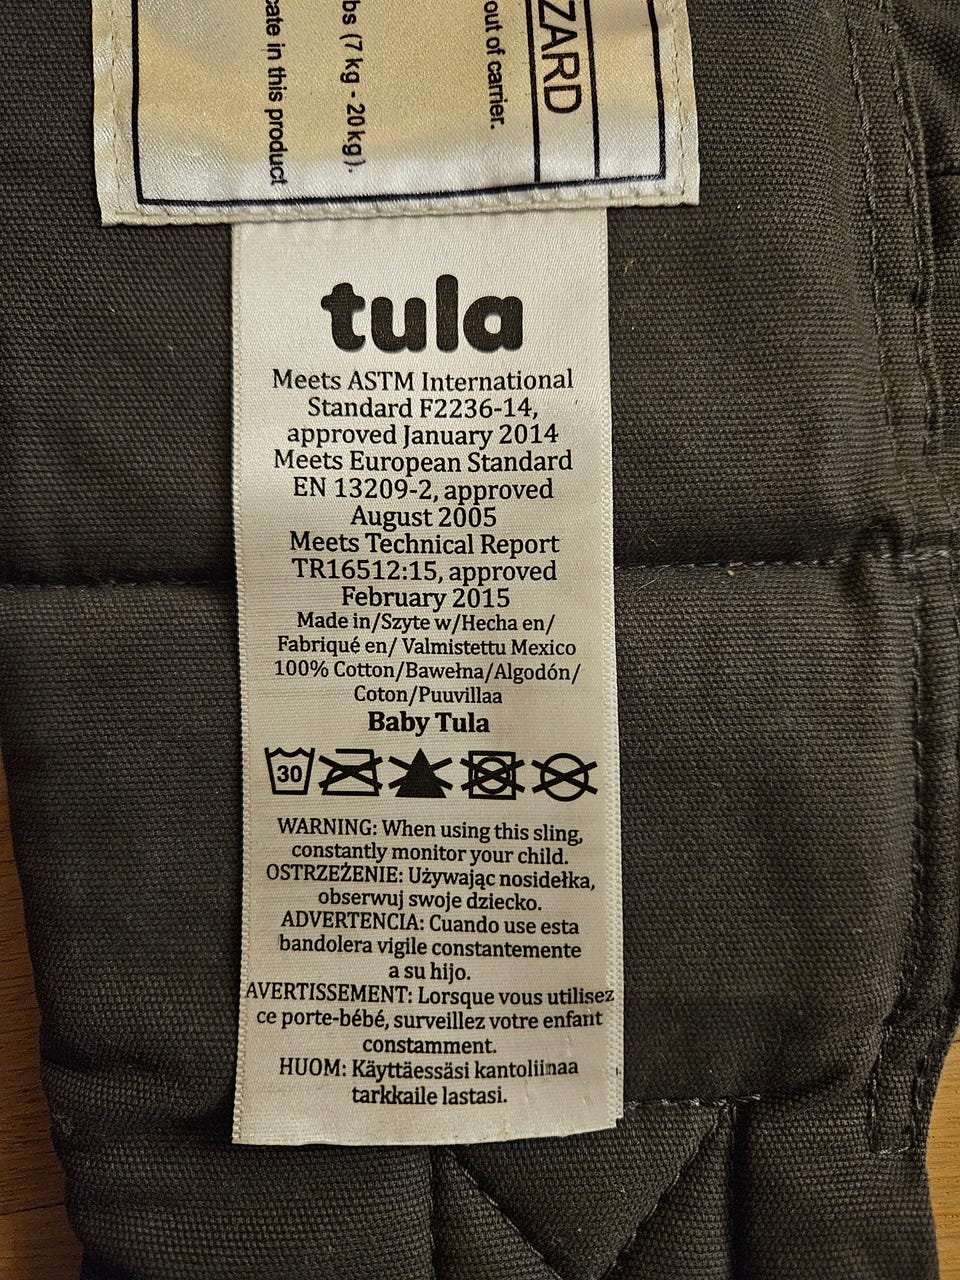 ZARD
out of carrier.
bs (7 kg - 20 kg).
cate in this product
tula
Meets ASTM International
Standard F2236-14,
approved January 2014
Meets European Standard
EN 13209-2, approved
August 2005
Meets Technical Report
TR16512:15, approved
February 2015
Made in/Szyte w/Hecha en/
Fabriqué en/ Valmistettu Mexico
100% Cotton/Bawełna/Algodón/
Coton/Puuvillaa
Baby Tula
30
WARNING: When using this sling,
constantly monitor your child.
OSTRZEŻENIE: Używając nosidełka,
obserwuj swoje dziecko.
ADVERTENCIA: Cuando use esta
bandolera vigile constantemente
a su hijo.
AVERTISSEMENT: Lorsque vous utilisez
ce porte-bébé, surveillez votre enfant
constamment.
HUOM: Käyttäessäsi kantoliinaa
tarkkaile lastasi.